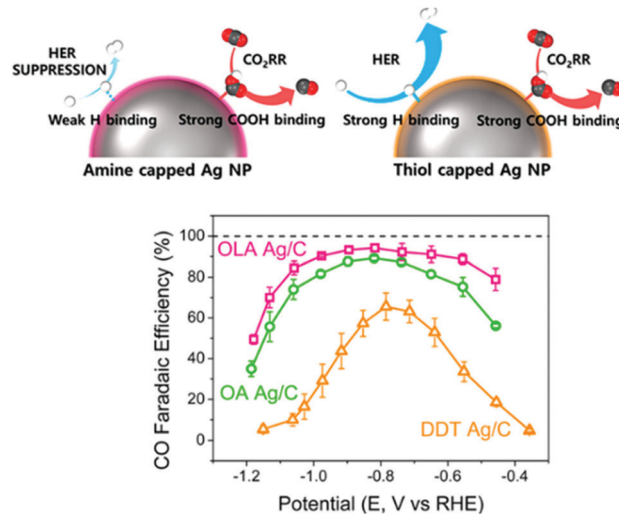 HER
SUPPRESSION
CO₂RR
Weak H binding
Strong COOH binding
Amine capped Ag NP
HER
CO₂RR
Strong H binding
Strong COOH binding
Thiol capped Ag NP
CO Faradaic Efficiency (%)
100
80
60
40
20
0
OLA Ag/C
OA Ag/C
DDT Ag/C
-1.2
-1.0
-0.8
-0.6
-0.4
Potential (E, V vs RHE)